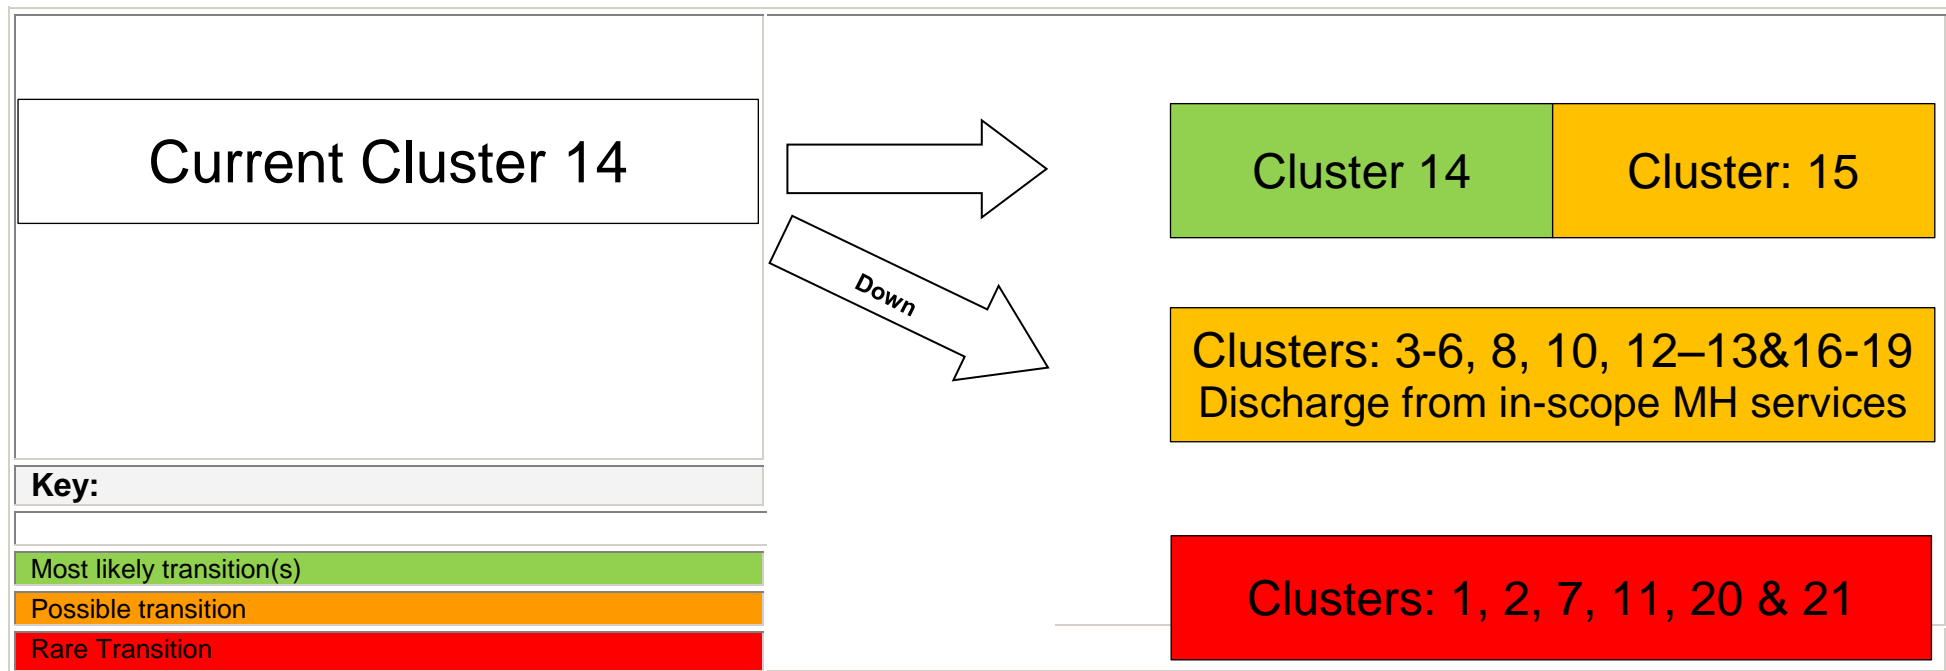 Current Cluster 14
Cluster 14
Cluster: 15
Down
Clusters: 3-6, 8, 10, 12–13&16-19
Discharge from in-scope MH services
Key:
Most likely transition(s)
Possible transition
Rare Transition
Clusters: 1, 2, 7, 11, 20 & 21